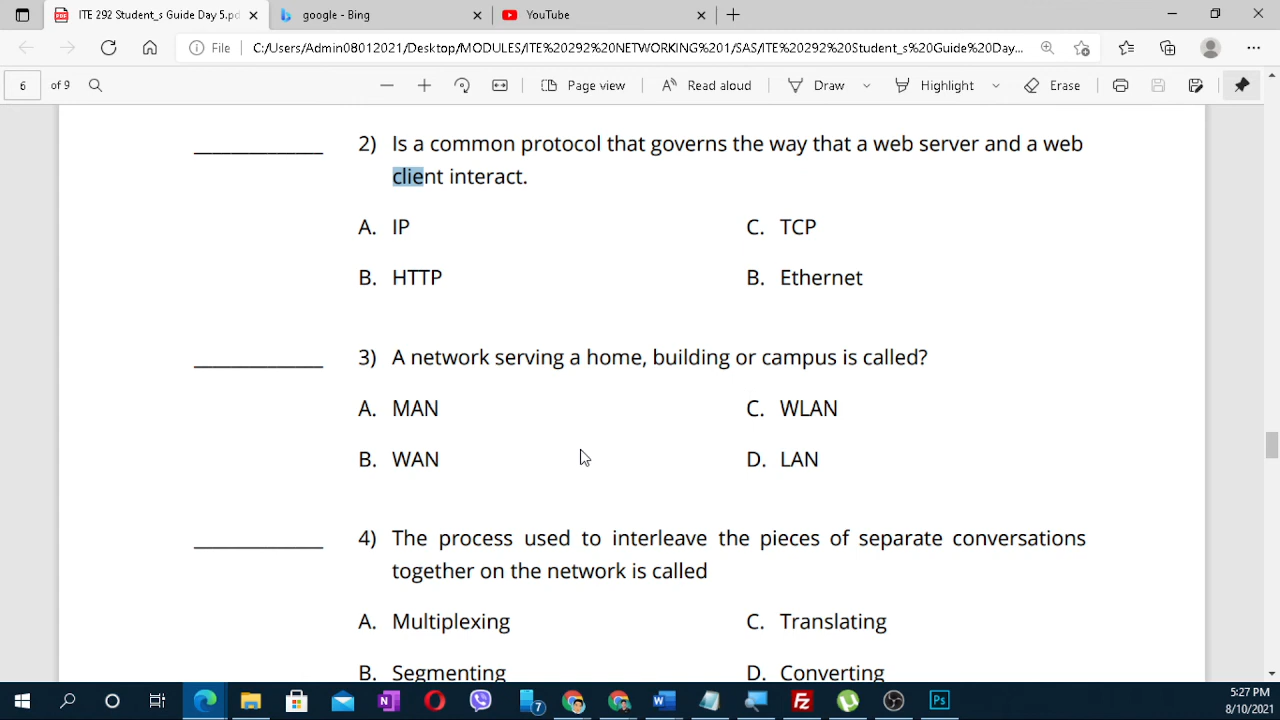 ITE 292 Student_s Guide Day 5.pd
google - Bing
YouTube
File C:/Users/Admin08012021/Desktop/MODULES/ITE%20292%20NETWORKING%201/SAS/ITE%20292%20Student_s%20Guide%20Day...
6 of 9 Page view Read aloud Draw Highlight Erase
______________ 2) Is a common protocol that governs the way that a web server and a web
client interact.
A. IP C. TCP
B. HTTP B. Ethernet
______________ 3) A network serving a home, building or campus is called?
A. MAN C. WLAN
B. WAN D. LAN
______________ 4) The process used to interleave the pieces of separate conversations
together on the network is called
A. Multiplexing C. Translating
B. Segmenting D. Converting
7
5:27 PM
8/10/2021